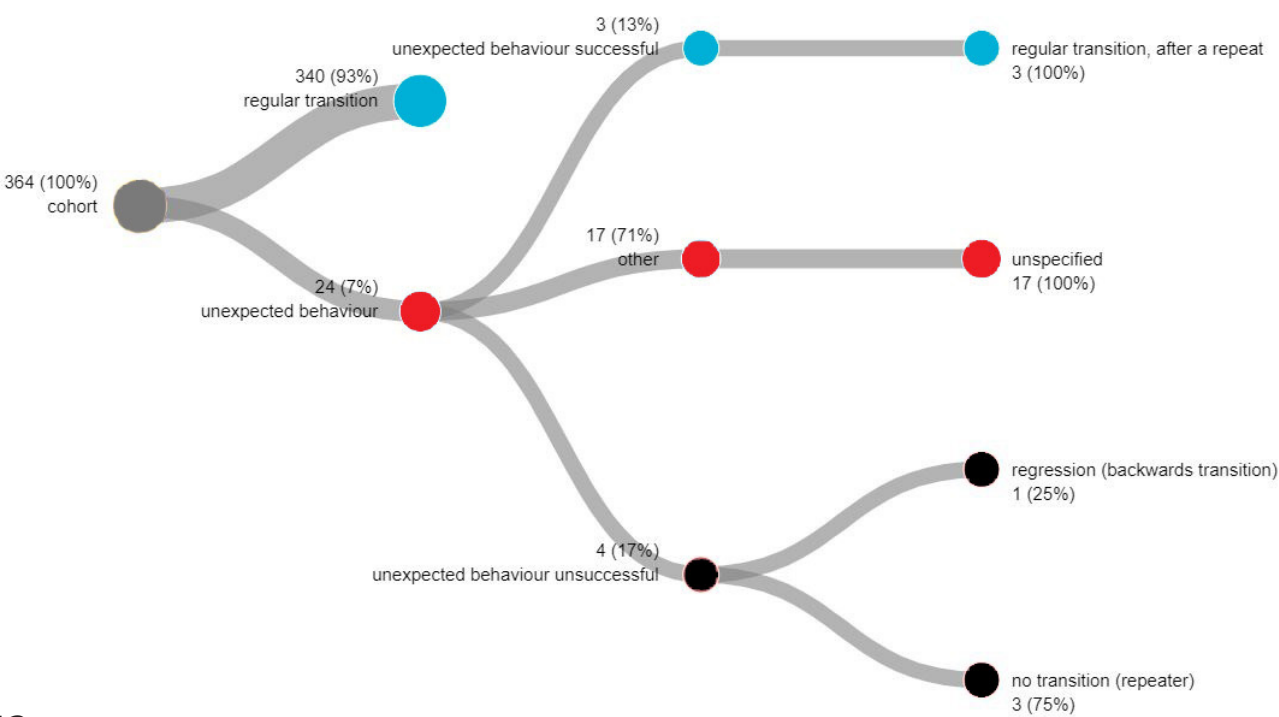 3 (13%)
unexpected behaviour successful
regular transition, after a repeat
3 (100%)
340 (93%)
regular transition
364 (100%)
cohort
17 (71%)
other
unspecified
17 (100%)
24 (7%)
unexpected behaviour
regression (backwards transition)
1 (25%)
4 (17%)
unexpected behaviour unsuccessful
no transition (repeater)
3 (75%)